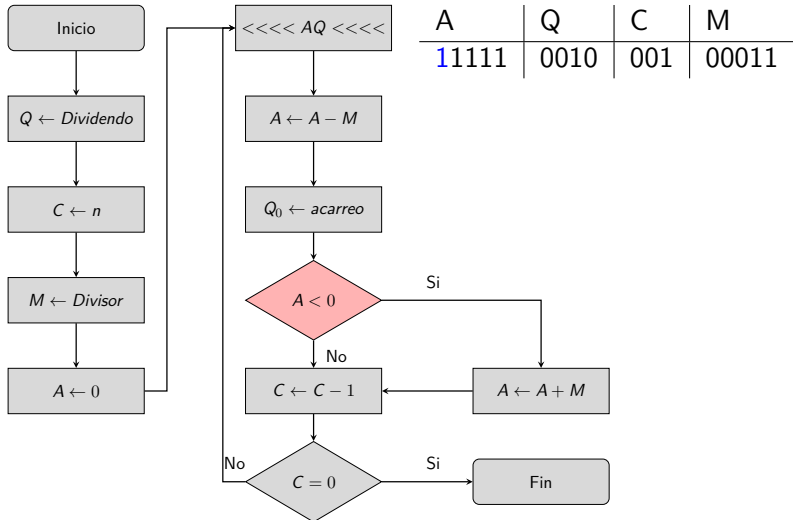 Inicio
Q ← Dividendo
C ← n
M ← Divisor
A ← 0
<<<< AQ <<<<
A ← A − M
Q₀ ← acarreo
A < 0
Si
No
C ← C − 1
A ← A + M
C = 0
No
Si
Fin
A Q C M
11111 0010 001 00011